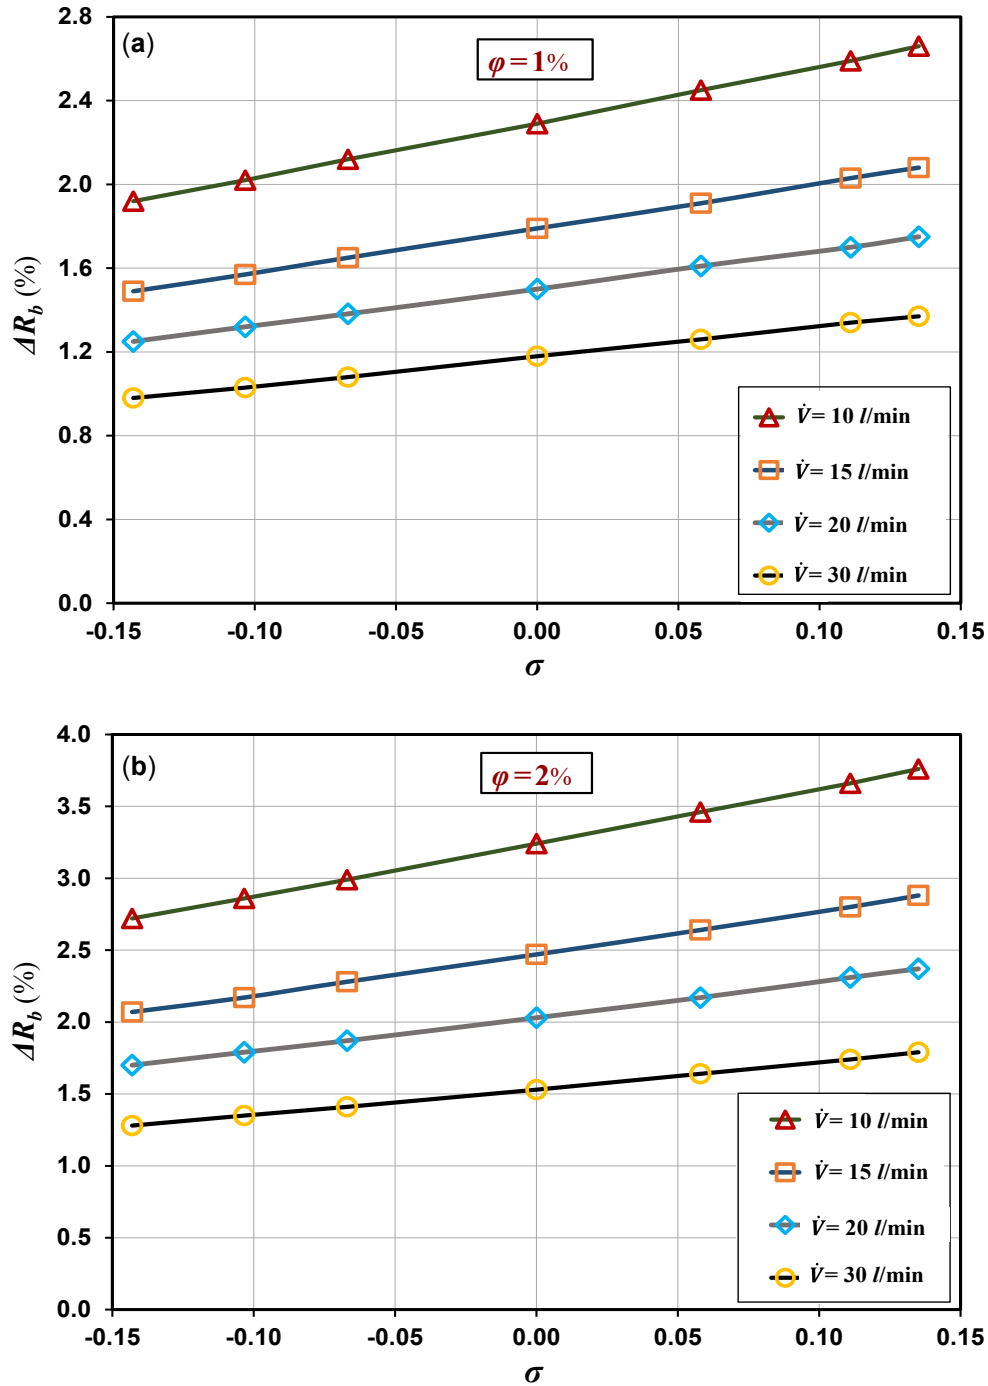 (a)
φ = 1%
2.8
2.4
2.0
1.6
1.2
0.8
0.4
0.0
ΔR_b (%)
V̇ = 10 l/min
V̇ = 15 l/min
V̇ = 20 l/min
V̇ = 30 l/min
-0.15 -0.10 -0.05 0.00 0.05 0.10 0.15
σ
(b)
φ = 2%
4.0
3.5
3.0
2.5
2.0
1.5
1.0
0.5
0.0
ΔR_b (%)
V̇ = 10 l/min
V̇ = 15 l/min
V̇ = 20 l/min
V̇ = 30 l/min
-0.15 -0.10 -0.05 0.00 0.05 0.10 0.15
σ